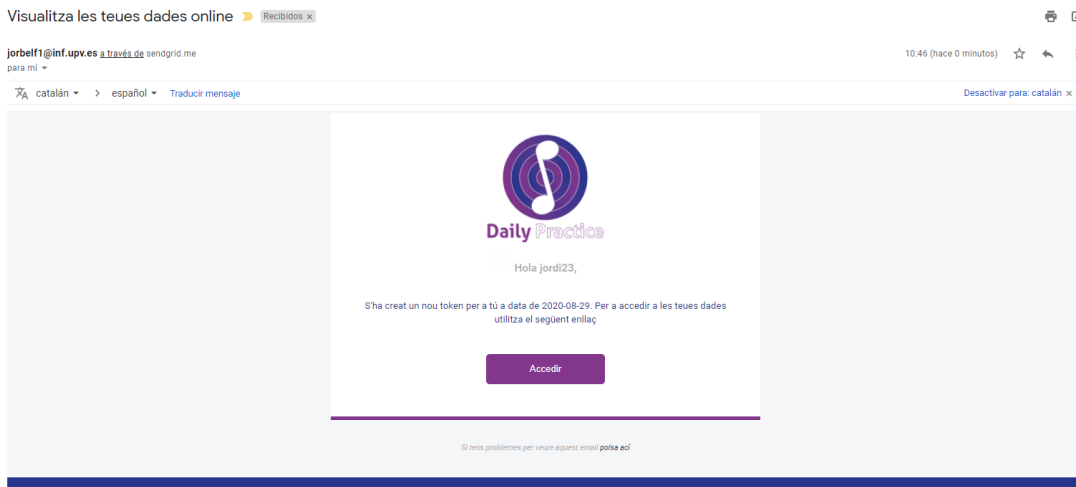 Visualitza les teues dades online
Recibidos x
jorbelf1@inf.upv.es a través de sendgrid.me
10:46 (hace 0 minutos)
para mí
catalán > español Traducir mensaje
Desactivar para: catalán x
Daily Practice
Hola jordi23,
S'ha creat un nou token per a tú a data de 2020-08-29. Per a accedir a les teues dades
utilitza el següent enllaç
Accedir
Si tens problemes per veure aquest email polsa ací